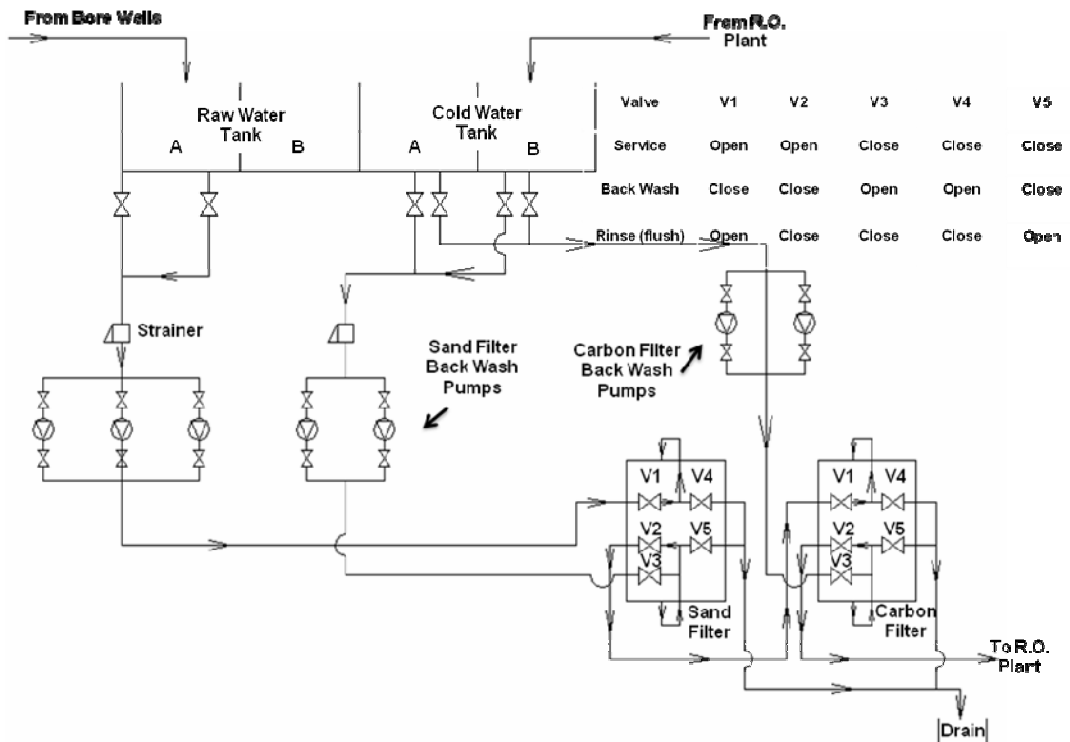 From Bore Wells
From R.O.
Plant
Raw Water
Tank
A
B
Cold Water
Tank
A
B
Valve V1 V2 V3 V4 V5
Service Open Open Close Close Close
Back Wash Close Close Open Open Close
Rinse (flush) Open Close Close Close Open
Strainer
Sand Filter
Back Wash
Pumps
Carbon Filter
Back Wash
Pumps
V1 V4
V2 V5
V3
Sand
Filter
V1 V4
V2 V5
V3
Carbon
Filter
To R.O.
Plant
Drain